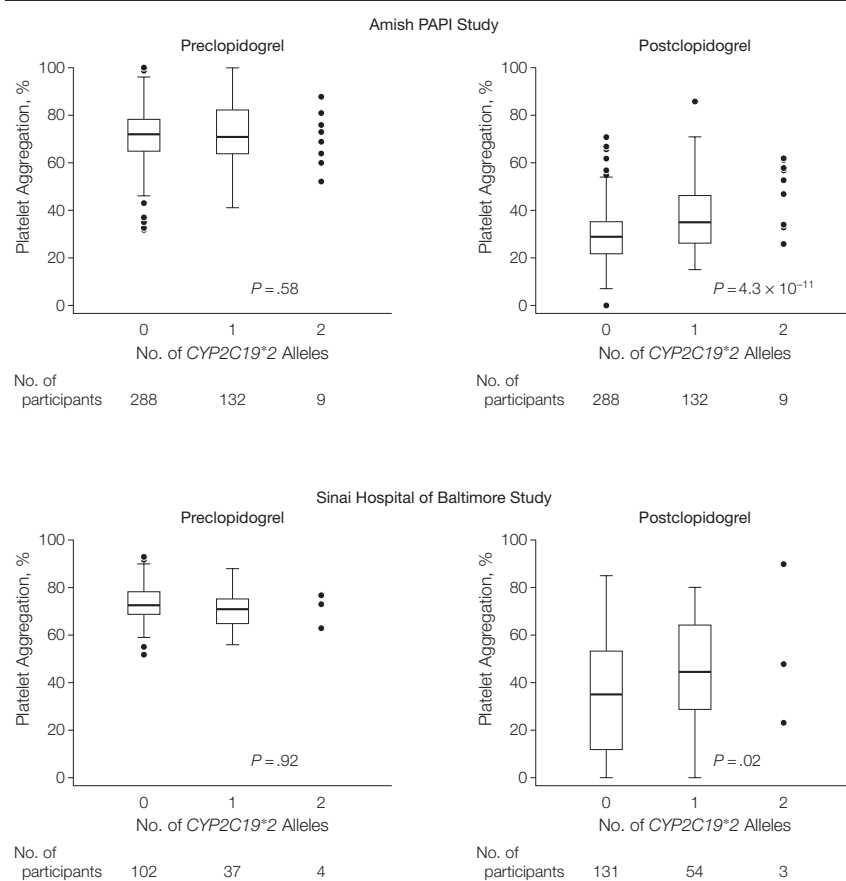 Amish PAPI Study
Preclopidogrel
Platelet Aggregation, %
100
80
60
40
20
0
P = .58
0 1 2
No. of CYP2C19*2 Alleles
No. of
participants 288 132 9
Postclopidogrel
Platelet Aggregation, %
100
80
60
40
20
0
P = 4.3 × 10⁻¹¹
0 1 2
No. of CYP2C19*2 Alleles
No. of
participants 288 132 9
Sinai Hospital of Baltimore Study
Preclopidogrel
Platelet Aggregation, %
100
80
60
40
20
0
P = .92
0 1 2
No. of CYP2C19*2 Alleles
No. of
participants 102 37 4
Postclopidogrel
Platelet Aggregation, %
100
80
60
40
20
0
P = .02
0 1 2
No. of CYP2C19*2 Alleles
No. of
participants 131 54 3